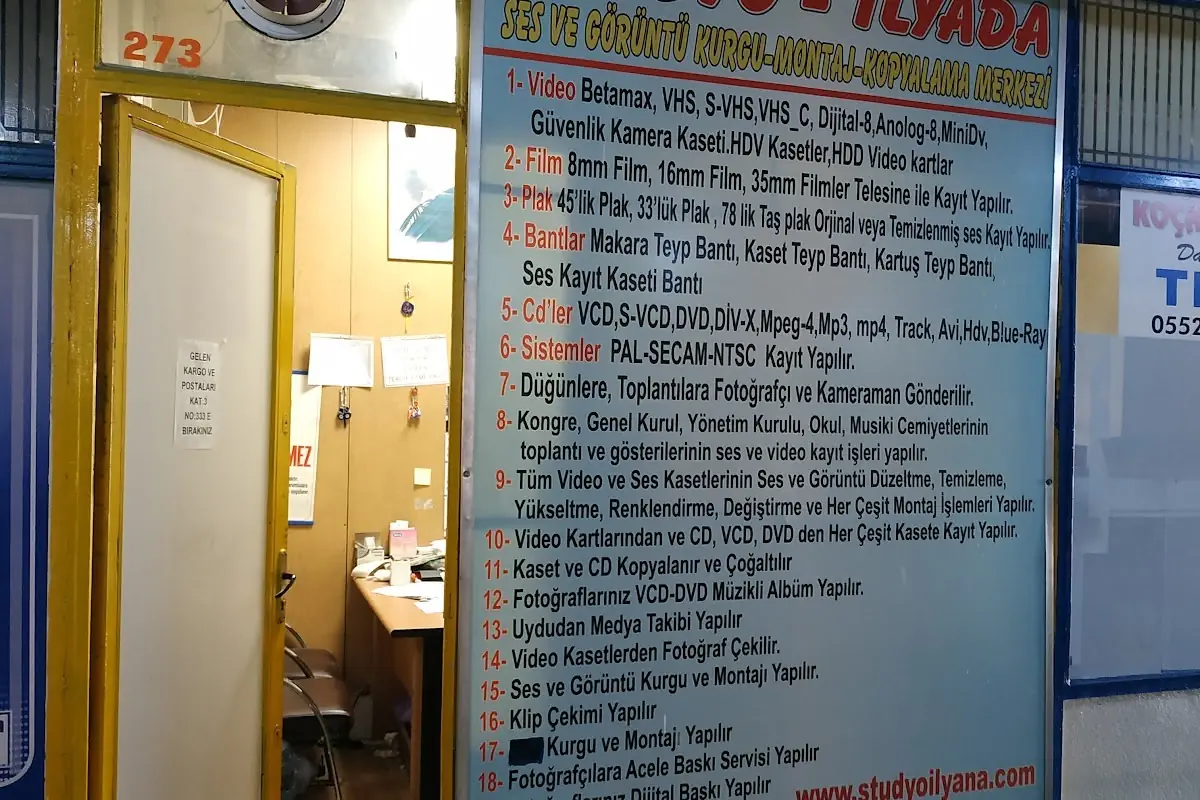 273
İLYADA
SES VE GÖRÜNTÜ KURGU-MONTAJ-KOPYALAMA MERKEZİ
1- Video Betamax, VHS, S-VHS,VHS_C, Dijital-8,Anolog-8,MiniDv,
Güvenlik Kamera Kaseti.HDV Kasetler,HDD Video kartlar
2- Film 8mm Film, 16mm Film, 35mm Filmler Telesine ile Kayıt Yapılır.
3- Plak 45'lik Plak, 33'lük Plak , 78 lik Taş plak Orjinal veya Temizlenmiş ses Kayıt Yapılır.
4- Bantlar Makara Teyp Bantı, Kaset Teyp Bantı, Kartuş Teyp Bantı,
Ses Kayıt Kaseti Bantı
5- Cd'ler VCD,S-VCD,DVD,DİV-X,Mpeg-4,Mp3, mp4, Track, Avi,Hdv,Blue-Ray
6- Sistemler PAL-SECAM-NTSC Kayıt Yapılır.
7- Düğünlere, Toplantılara Fotoğrafçı ve Kameraman Gönderilir.
8- Kongre, Genel Kurul, Yönetim Kurulu, Okul, Musiki Cemiyetlerinin
toplantı ve gösterilerinin ses ve video kayıt işleri yapılır.
9- Tüm Video ve Ses Kasetlerinin Ses ve Görüntü Düzeltme, Temizleme,
Yükseltme, Renklendirme, Değiştirme ve Her Çeşit Montaj İşlemleri Yapılır.
10- Video Kartlarından ve CD, VCD, DVD den Her Çeşit Kasete Kayıt Yapılır.
11- Kaset ve CD Kopyalanır ve Çoğaltılır
12- Fotoğraflarınız VCD-DVD Müzikli Albüm Yapılır.
13- Uydudan Medya Takibi Yapılır
14- Video Kasetlerden Fotoğraf Çekilir.
15- Ses ve Görüntü Kurgu ve Montajı Yapılır.
16- Klip Çekimi Yapılır
17- Kurgu ve Montajı Yapılır
18- Fotoğrafçılara Acele Baskı Servisi Yapılır
Dijital Baskı Yapılır
www.studyoilyana.com
GELEN
KARGO VE
POSTALARI
KAT.3
NO:333 E
BIRAKINIZ
MEZ
0552